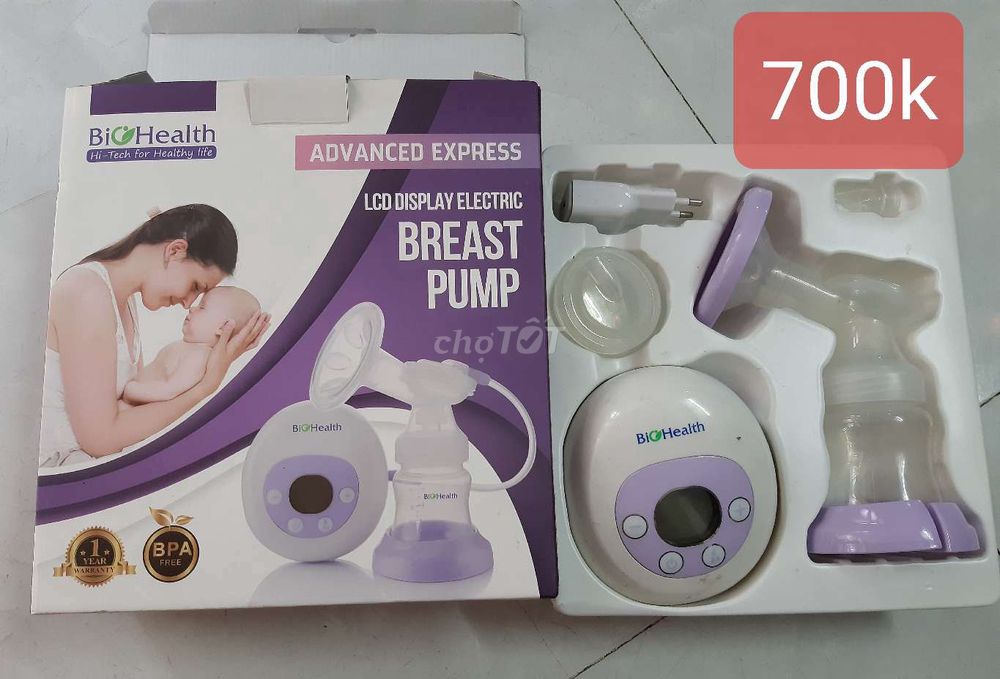 BiOHealth
Hi-Tech for Healthy life
ADVANCED EXPRESS
LCD DISPLAY ELECTRIC
BREAST
PUMP
BiOHealth
BiOHealth
1
YEAR
WARRANTY
BPA
FREE
700k
chợTỐT
BiOHealth